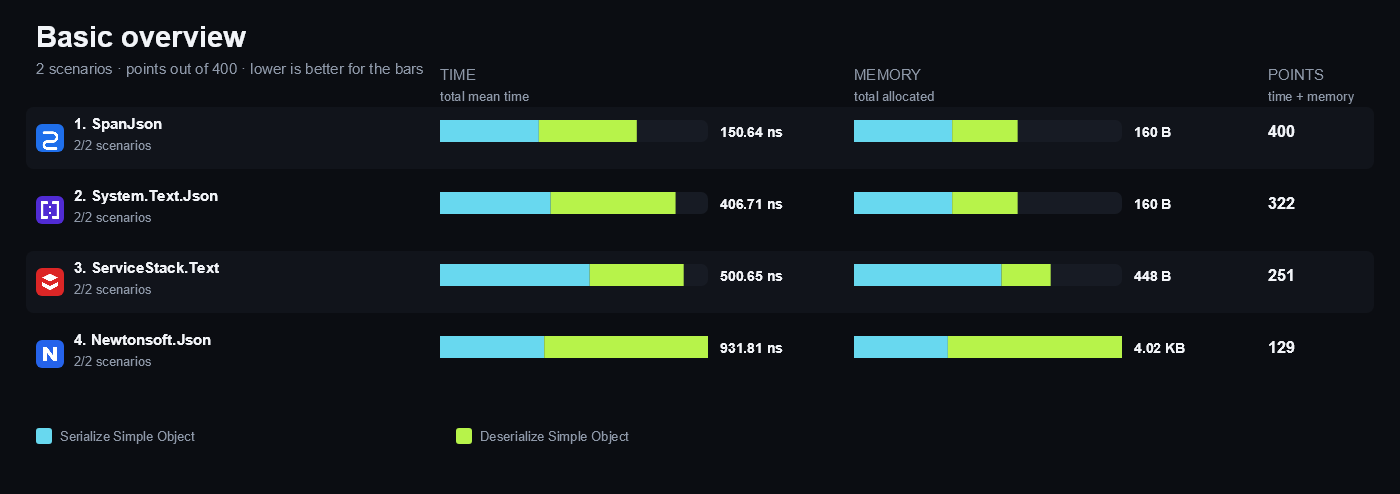 Basic overview
2 scenarios · points out of 400 · lower is better for the bars
TIME
total mean time
MEMORY
total allocated
POINTS
time + memory
1. SpanJson
2/2 scenarios
150.64 ns
160 B
400
2. System.Text.Json
2/2 scenarios
406.71 ns
160 B
322
3. ServiceStack.Text
2/2 scenarios
500.65 ns
448 B
251
N
4. Newtonsoft.Json
2/2 scenarios
931.81 ns
4.02 KB
129
Serialize Simple Object
Deserialize Simple Object